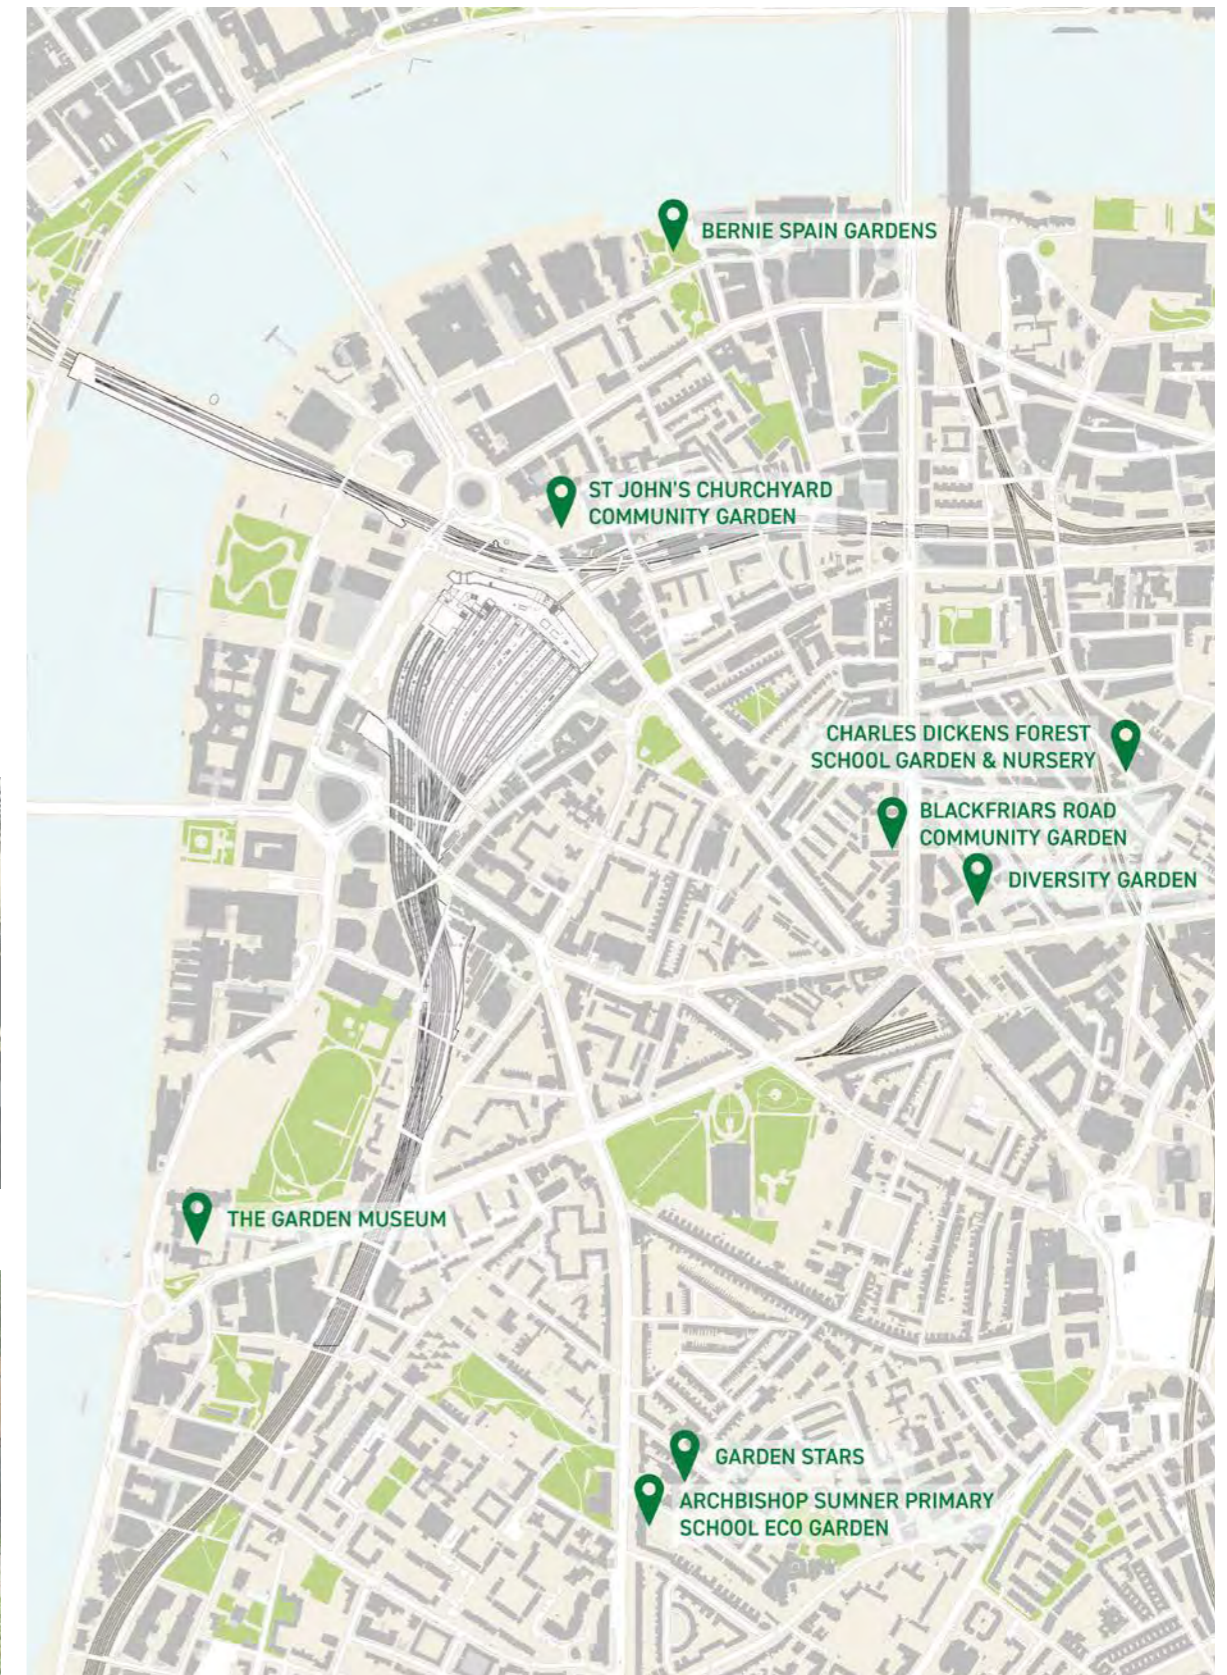 BERNIE SPAIN GARDENS
ST JOHN'S CHURCHYARD
COMMUNITY GARDEN
CHARLES DICKENS FOREST
SCHOOL GARDEN & NURSERY
BLACKFRIARS ROAD
COMMUNITY GARDEN
DIVERSITY GARDEN
THE GARDEN MUSEUM
GARDEN STARS
ARCHBISHOP SUMNER PRIMARY
SCHOOL ECO GARDEN